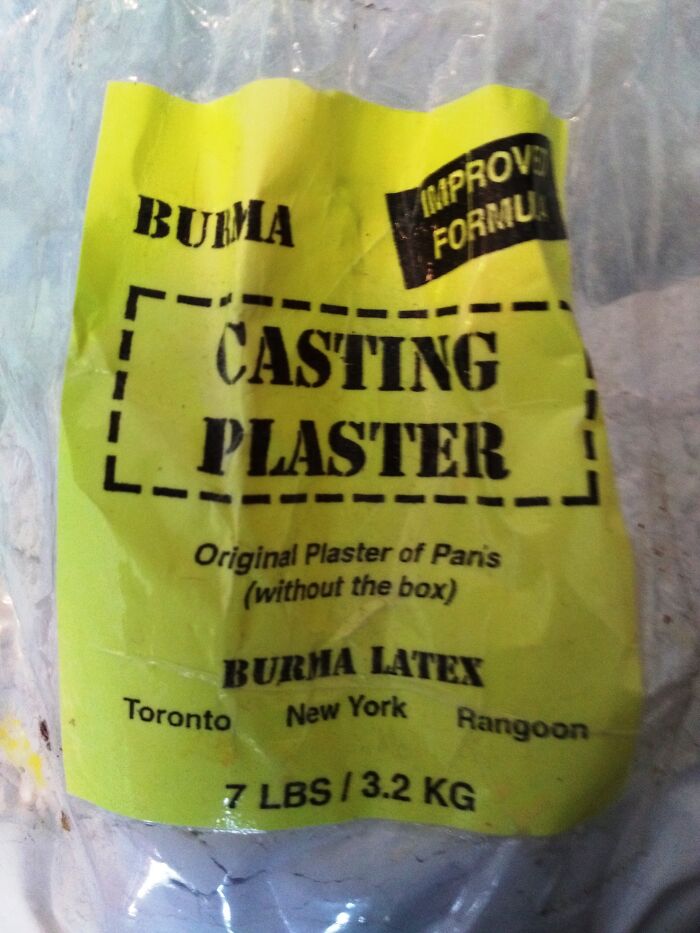 BURMA
IMPROVED
FORMULA
CASTING
PLASTER
Original Plaster of Paris
(without the box)
BURMA LATEX
Toronto New York Rangoon
7 LBS / 3.2 KG